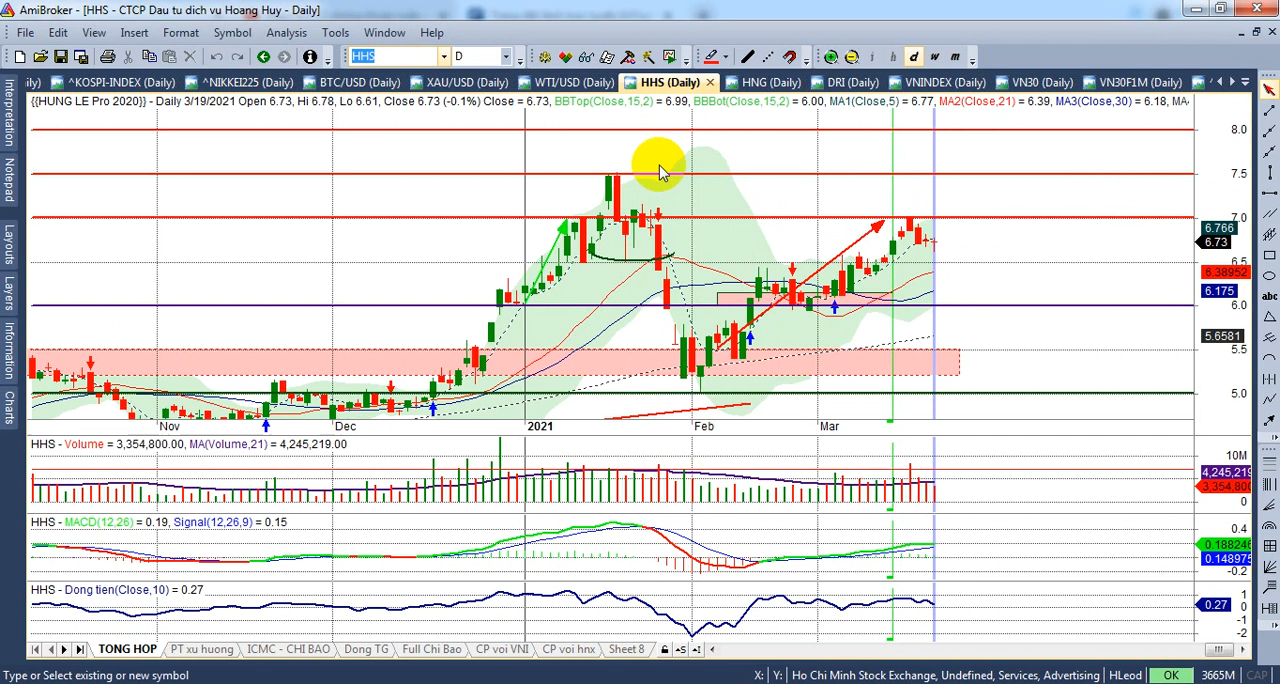 AmiBroker - [HHS - CTCP Dau tu dich vu Hoang Huy - Daily]
File Edit View Insert Format Symbol Analysis Tools Window Help
HHS D i h d w m
ily) ^KOSPI-INDEX (Daily) ^NIKKEI225 (Daily) BTC/USD (Daily) XAU/USD (Daily) WTI/USD (Daily) HHS (Daily) HNG (Daily) DRI (Daily) VNINDEX (Daily) VN30 (Daily) VN30F1M (Daily)
{{HUNG LE Pro 2020}} - Daily 3/19/2021 Open 6.73, Hi 6.78, Lo 6.61, Close 6.73 (-0.1%) Close = 6.73, BBTop(Close,15,2) = 6.99, BBBot(Close,15,2) = 6.00, MA1(Close,5) = 6.77, MA2(Close,21) = 6.39, MA3(Close,30) = 6.18, MA
Interpretation
Notepad
Layouts
Layers
Information
Charts
abc
8.0
7.5
7.0
6.766
6.73
6.5
6.38952
6.175
6.0
5.6581
5.5
5.0
Nov Dec 2021 Feb Mar
HHS - Volume = 3,354,800.00, MA(Volume,21) = 4,245,219.00
10M
4,245,219
3,354,800
0
HHS - MACD(12,26) = 0.19, Signal(12,26,9) = 0.15
0.4
0.188246
0.148975
-0.2
HHS - Dong tien(Close,10) = 0.27
1
0.27
0
-1
-2
TONG HOP PT xu huong ICMC - CHI BAO Dong TG Full Chi Bao CP voi VNI CP voi hnx Sheet 8
Type or Select existing or new symbol X: Y: Ho Chi Minh Stock Exchange, Undefined, Services, Advertising HLeod OK 3665M CAP